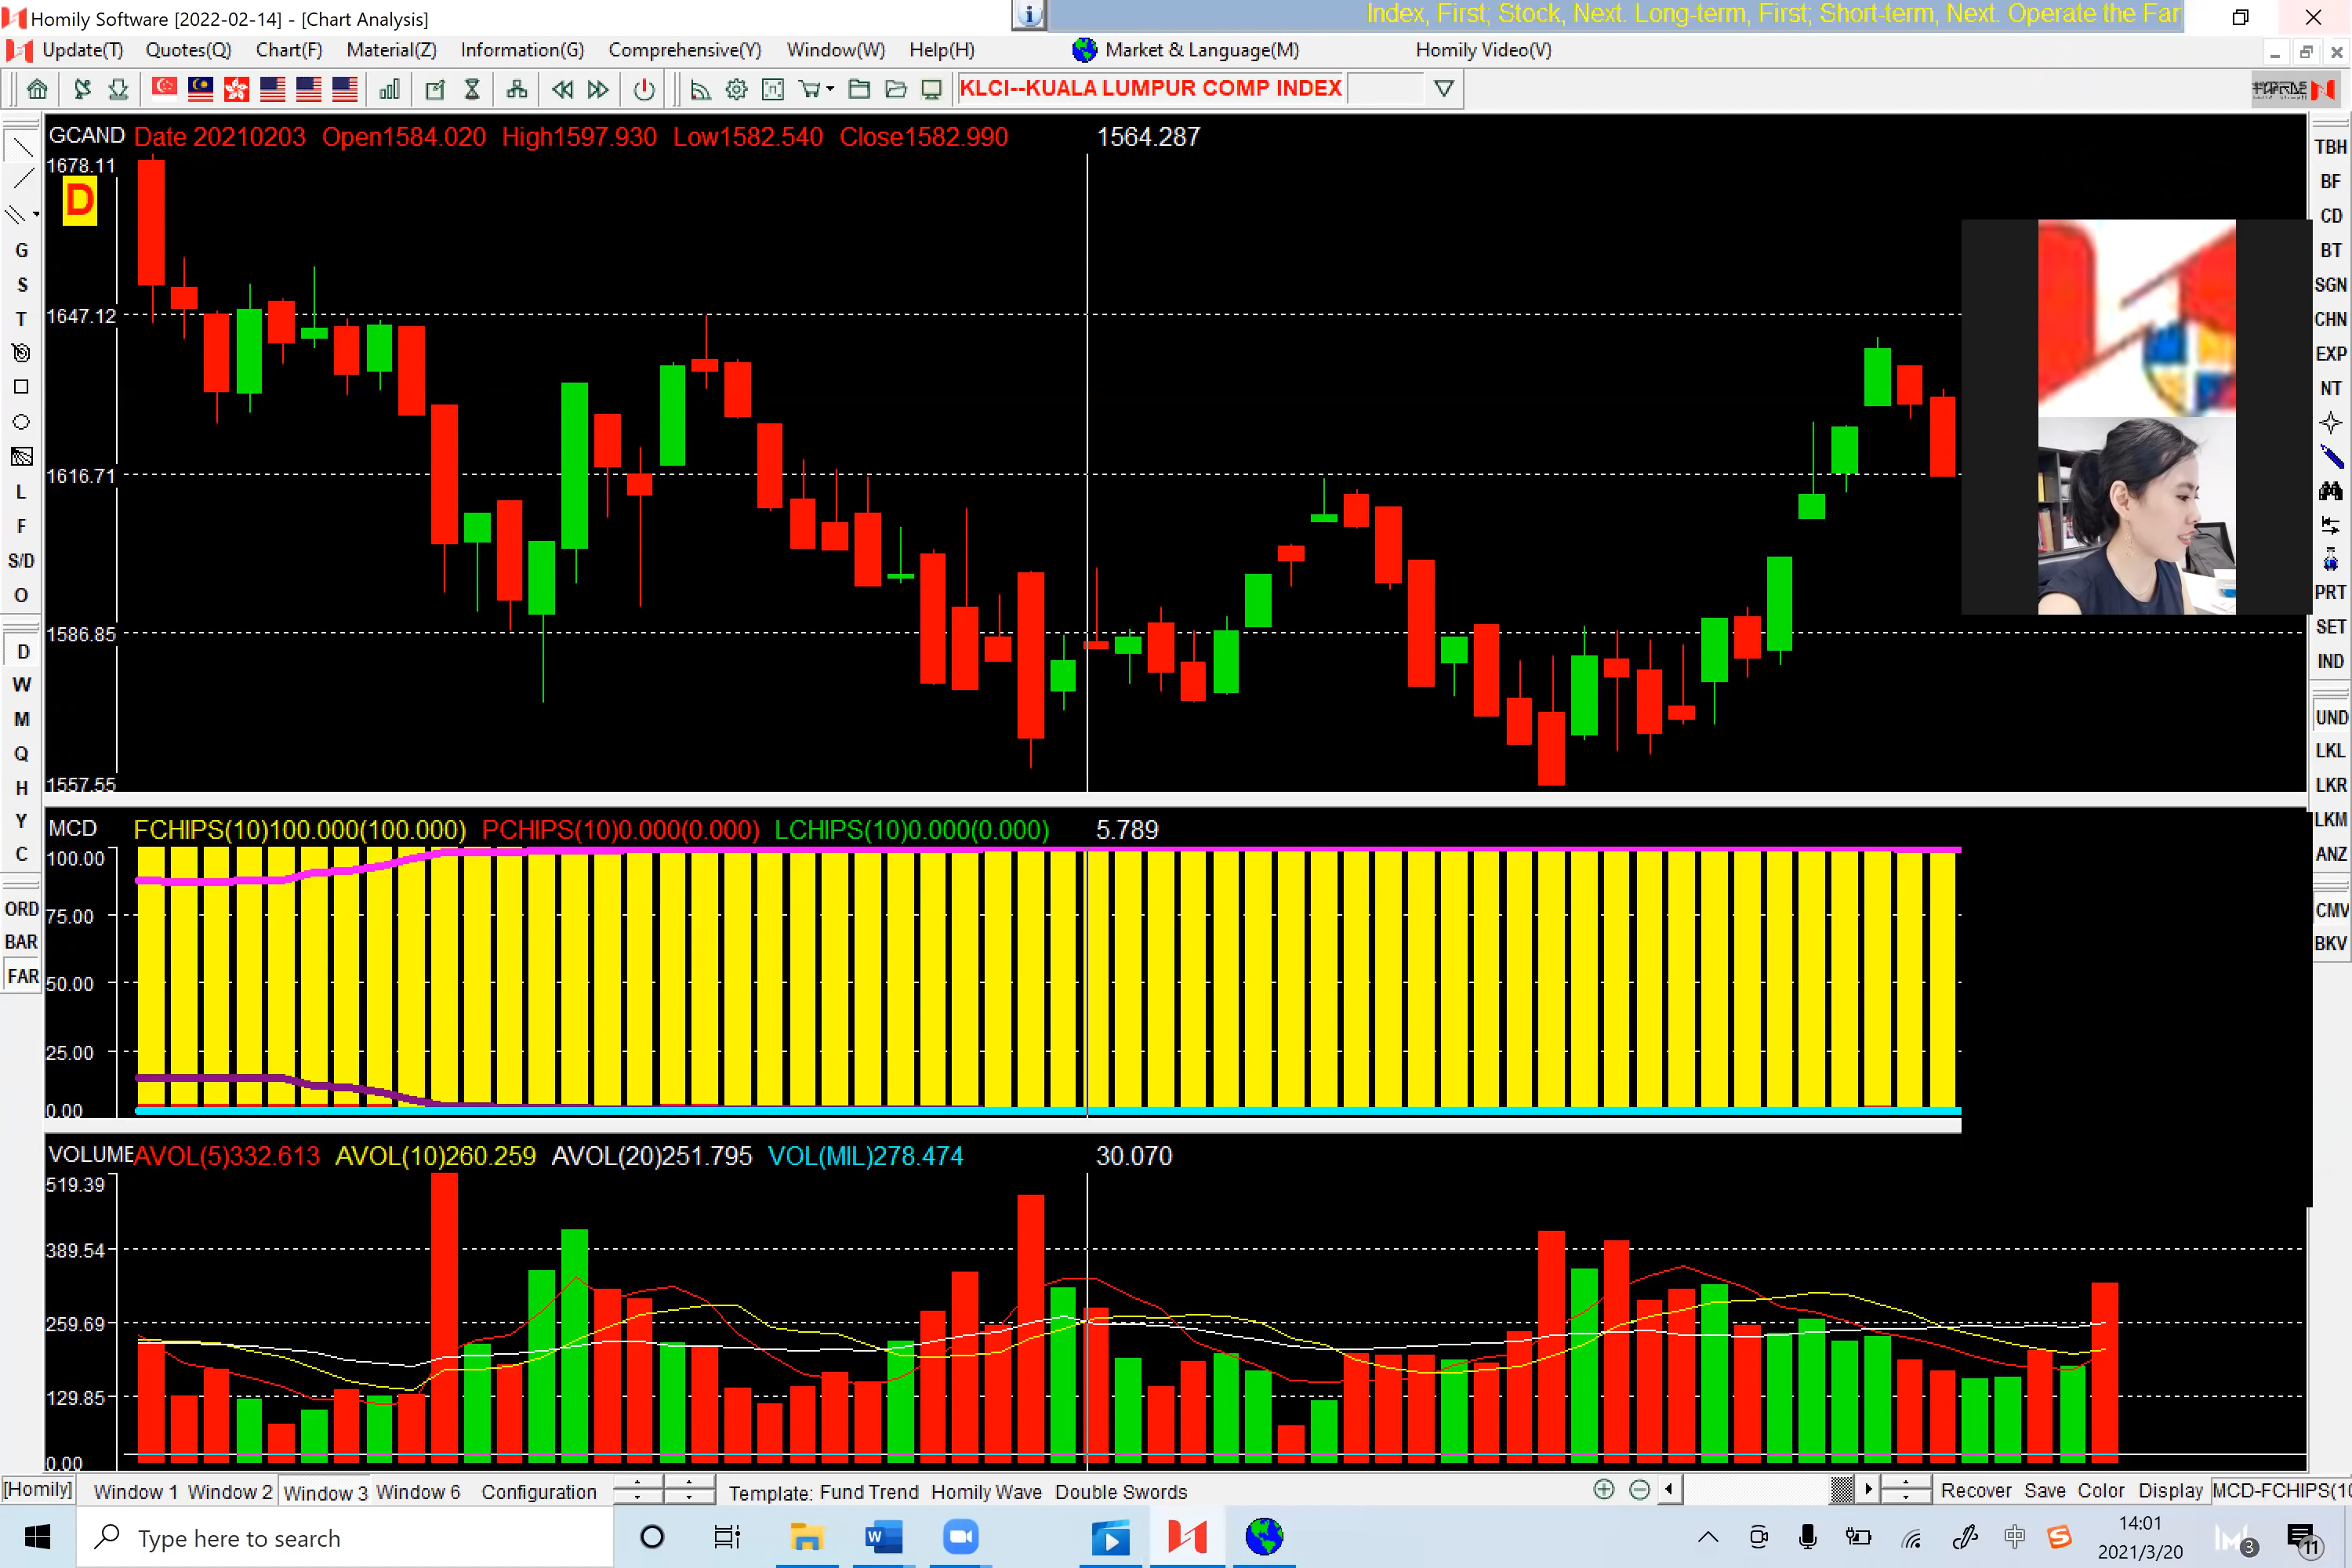 Homily Software [2022-02-14] - [Chart Analysis]
Index, First; Stock, Next. Long-term, First; Short-term, Next. Operate the Far
Update(T) Quotes(Q) Chart(F) Material(Z) Information(G) Comprehensive(Y) Window(W) Help(H) Market & Language(M) Homily Video(V)
KLCI--KUALA LUMPUR COMP INDEX
GCAND Date 20210203 Open1584.020 High1597.930 Low1582.540 Close1582.990 1564.287
1678.11
D
1647.12
1616.71
1586.85
1557.55
MCD FCHIPS(10)100.000(100.000) PCHIPS(10)0.000(0.000) LCHIPS(10)0.000(0.000) 5.789
100.00
75.00
50.00
25.00
0.00
VOLUME AVOL(5)332.613 AVOL(10)260.259 AVOL(20)251.795 VOL(MIL)278.474 30.070
519.39
389.54
259.69
129.85
0.00
G
S
T
L
F
S/D
O
D
W
M
Q
H
Y
C
ORD
BAR
FAR
TBH
BF
CD
BT
SGN
CHN
EXP
NT
PRT
SET
IND
UND
LKL
LKR
LKM
ANZ
CMV
BKV
[Homily] Window 1 Window 2 Window 3 Window 6 Configuration Template: Fund Trend Homily Wave Double Swords Recover Save Color Display MCD-FCHIPS(10
Type here to search
中
14:01
2021/3/20
3
11